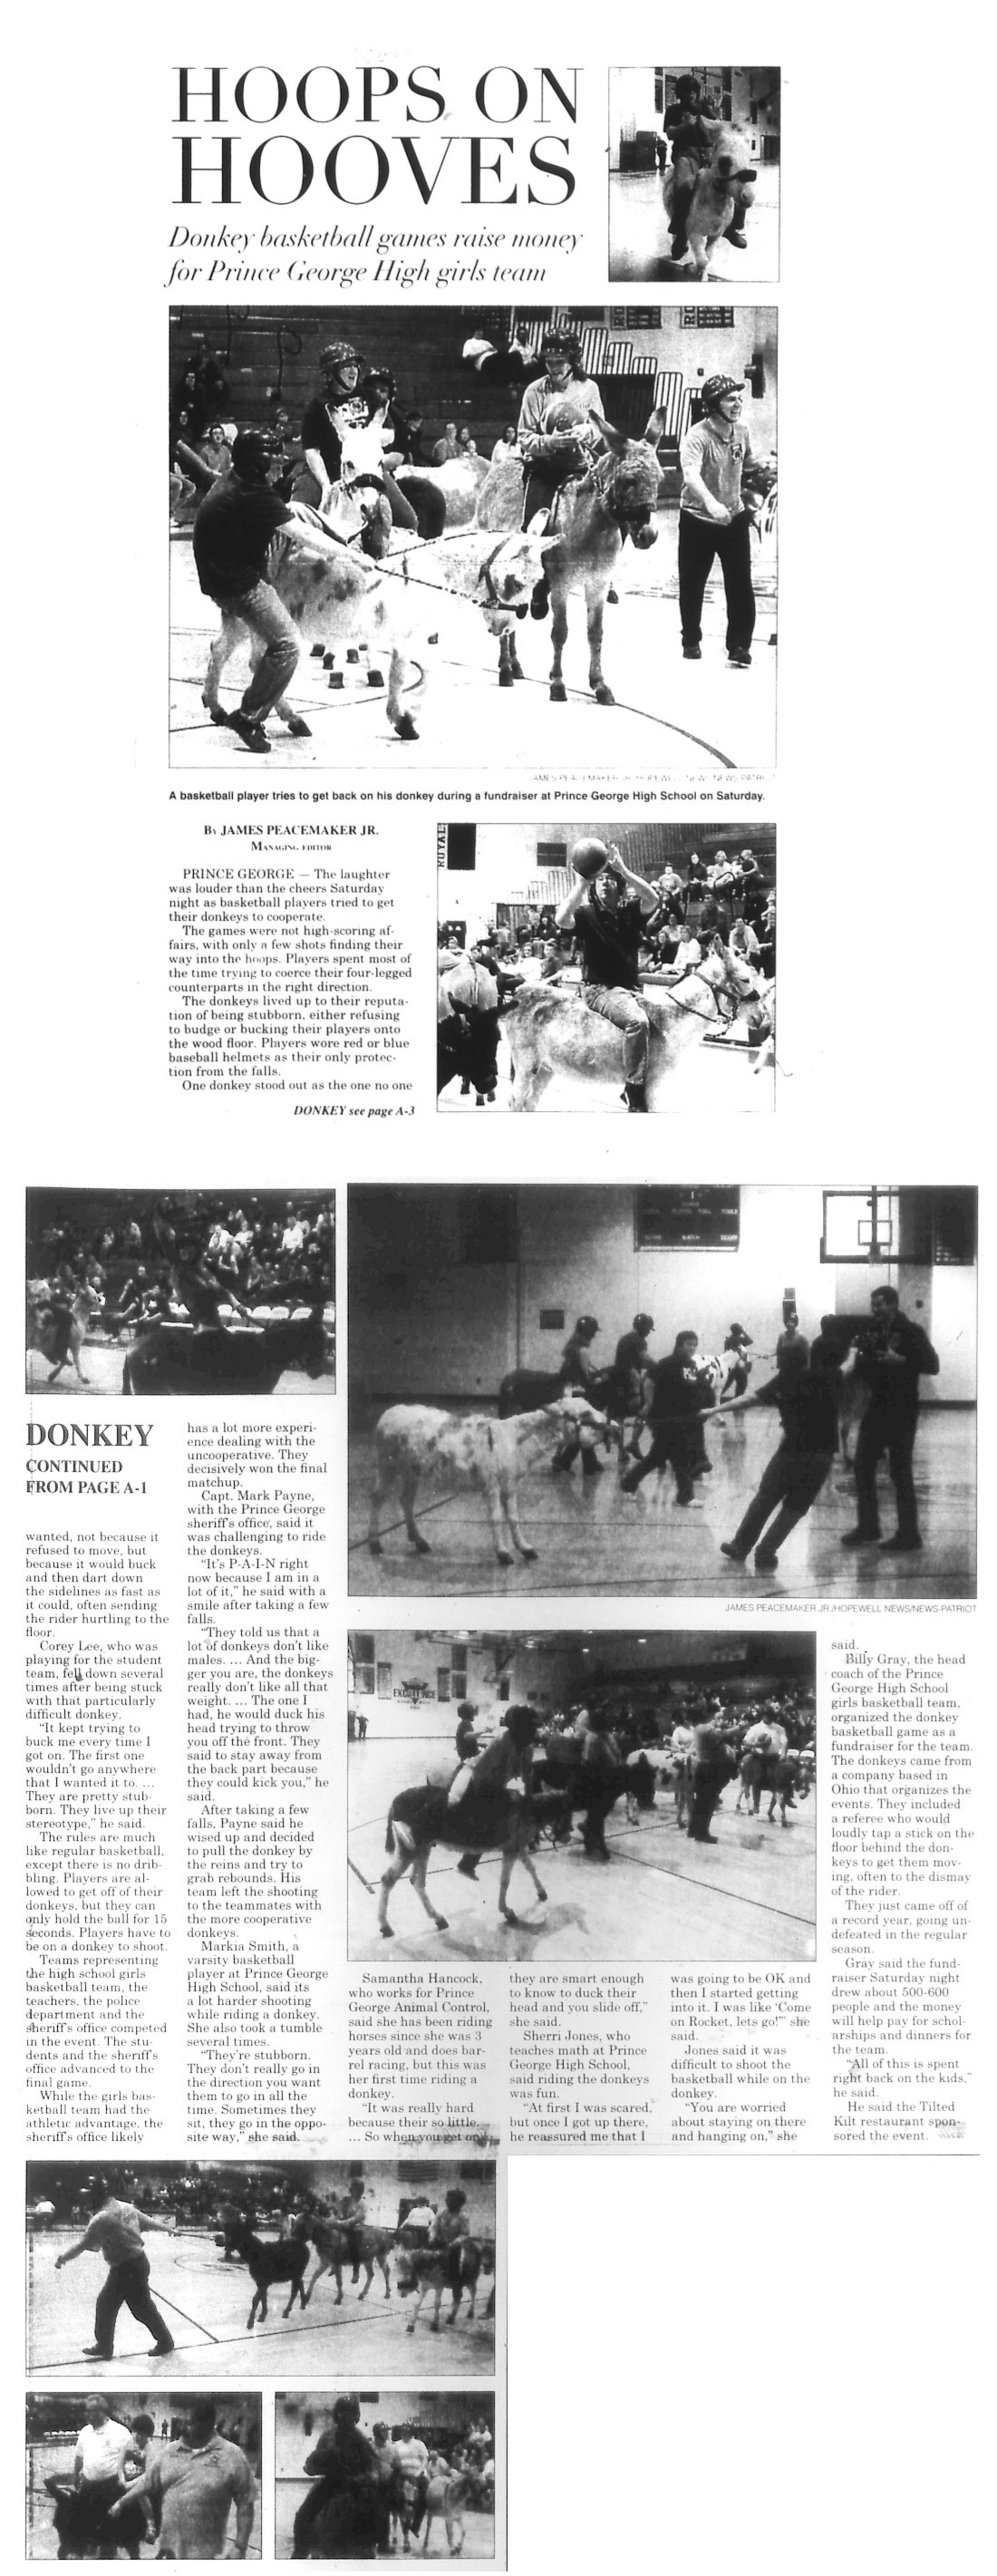 HOOPS ON
HOOVES
Donkey basketball games raise money
for Prince George High girls team
JAMES PEACEMAKER JR./HOPEWELL NEWS/NEWS-PATRIOT
A basketball player tries to get back on his donkey during a fundraiser at Prince George High School on Saturday.
By JAMES PEACEMAKER JR.
MANAGING EDITOR
PRINCE GEORGE — The laughter
was louder than the cheers Saturday
night as basketball players tried to get
their donkeys to cooperate.
The games were not high-scoring af-
fairs, with only a few shots finding their
way into the hoops. Players spent most of
the time trying to coerce their four-legged
counterparts in the right direction.
The donkeys lived up to their reputa-
tion of being stubborn, either refusing
to budge or bucking their players onto
the wood floor. Players wore red or blue
baseball helmets as their only protec-
tion from the falls.
One donkey stood out as the one no one
DONKEY see page A-3
ROYAL
DONKEY
CONTINUED
FROM PAGE A-1
wanted, not because it
refused to move, but
because it would buck
and then dart down
the sidelines as fast as
it could, often sending
the rider hurtling to the
floor.
Corey Lee, who was
playing for the student
team, fell down several
times after being stuck
with that particularly
difficult donkey.
“It kept trying to
buck me every time I
got on. The first one
wouldn't go anywhere
that I wanted it to. ...
They are pretty stub-
born. They live up their
stereotype,” he said.
The rules are much
like regular basketball,
except there is no drib-
bling. Players are al-
lowed to get off of their
donkeys, but they can
only hold the ball for 15
seconds. Players have to
be on a donkey to shoot.
Teams representing
the high school girls
basketball team, the
teachers, the police
department and the
sheriff's office competed
in the event. The stu-
dents and the sheriff's
office advanced to the
final game.
While the girls bas-
ketball team had the
athletic advantage, the
sheriff's office likely
has a lot more experi-
ence dealing with the
uncooperative. They
decisively won the final
matchup.
Capt. Mark Payne,
with the Prince George
sheriff's office, said it
was challenging to ride
the donkeys.
“It's P-A-I-N right
now because I am in a
lot of it,” he said with a
smile after taking a few
falls.
“They told us that a
lot of donkeys don't like
males. ... And the big-
ger you are, the donkeys
really don't like all that
weight. ... The one I
had, he would duck his
head trying to throw
you off the front. They
said to stay away from
the back part because
they could kick you,” he
said.
After taking a few
falls, Payne said he
wised up and decided
to pull the donkey by
the reins and try to
grab rebounds. His
team left the shooting
to the teammates with
the more cooperative
donkeys.
Markia Smith, a
varsity basketball
player at Prince George
High School, said its
a lot harder shooting
while riding a donkey.
She also took a tumble
several times.
“They're stubborn.
They don't really go in
the direction you want
them to go in all the
time. Sometimes they
sit, they go in the oppo-
site way,” she said.
JAMES PEACEMAKER JR./HOPEWELL NEWS/NEWS-PATRIOT
EXCELLENCE
Samantha Hancock,
who works for Prince
George Animal Control,
said she has been riding
horses since she was 3
years old and does bar-
rel racing, but this was
her first time riding a
donkey.
“It was really hard
because their so little.
... So when you get on,
they are smart enough
to know to duck their
head and you slide off,”
she said.
Sherri Jones, who
teaches math at Prince
George High School,
said riding the donkeys
was fun.
“At first I was scared,
but once I got up there,
he reassured me that I
was going to be OK and
then I started getting
into it. I was like 'Come
on Rocket, lets go!'” she
said.
Jones said it was
difficult to shoot the
basketball while on the
donkey.
“You are worried
about staying on there
and hanging on,” she
said.
Billy Gray, the head
coach of the Prince
George High School
girls basketball team,
organized the donkey
basketball game as a
fundraiser for the team.
The donkeys came from
a company based in
Ohio that organizes the
events. They included
a referee who would
loudly tap a stick on the
floor behind the don-
keys to get them mov-
ing, often to the dismay
of the rider.
They just came off of
a record year, going un-
defeated in the regular
season.
Gray said the fund-
raiser Saturday night
drew about 500-600
people and the money
will help pay for schol-
arships and dinners for
the team.
“All of this is spent
right back on the kids,”
he said.
He said the Tilted
Kilt restaurant spon-
sored the event.